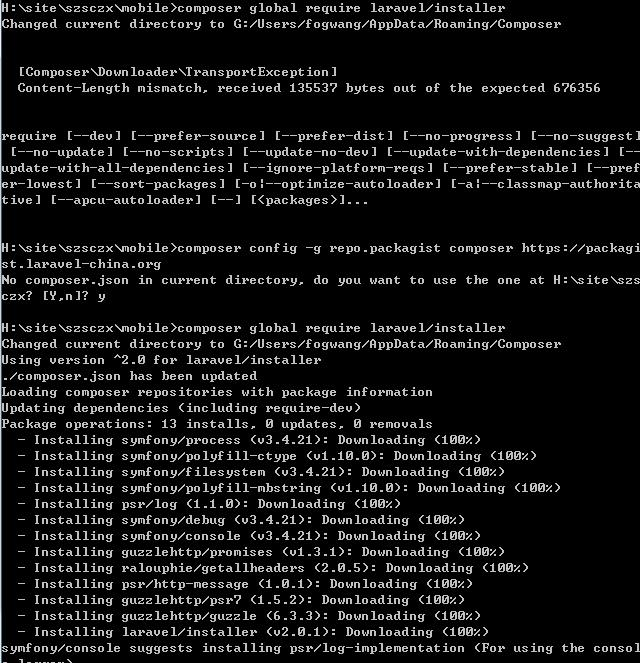 H:\site\szsczx\mobile>composer global require laravel/installer
Changed current directory to G:/Users/fogwang/AppData/Roaming/Composer
[Composer\Downloader\TransportException]
Content-Length mismatch, received 135537 bytes out of the expected 676356
require [--dev] [--prefer-source] [--prefer-dist] [--no-progress] [--no-suggest]
[--no-update] [--no-scripts] [--update-no-dev] [--update-with-dependencies] [--
update-with-all-dependencies] [--ignore-platform-reqs] [--prefer-stable] [--pref
er-lowest] [--sort-packages] [-o¦--optimize-autoloader] [-a¦--classmap-authorita
tive] [--apcu-autoloader] [--] [<packages>]...
H:\site\szsczx\mobile>composer config -g repo.packagist composer https://packagi
st.laravel-china.org
No composer.json in current directory, do you want to use the one at H:\site\szs
czx? [Y,n]? y
H:\site\szsczx\mobile>composer global require laravel/installer
Changed current directory to G:/Users/fogwang/AppData/Roaming/Composer
Using version ^2.0 for laravel/installer
./composer.json has been updated
Loading composer repositories with package information
Updating dependencies (including require-dev)
Package operations: 13 installs, 0 updates, 0 removals
- Installing symfony/process (v3.4.21): Downloading (100%)
- Installing symfony/polyfill-ctype (v1.10.0): Downloading (100%)
- Installing symfony/filesystem (v3.4.21): Downloading (100%)
- Installing symfony/polyfill-mbstring (v1.10.0): Downloading (100%)
- Installing psr/log (1.1.0): Downloading (100%)
- Installing symfony/debug (v3.4.21): Downloading (100%)
- Installing symfony/console (v3.4.21): Downloading (100%)
- Installing guzzlehttp/promises (v1.3.1): Downloading (100%)
- Installing ralouphie/getallheaders (2.0.5): Downloading (100%)
- Installing psr/http-message (1.0.1): Downloading (100%)
- Installing guzzlehttp/psr7 (1.5.2): Downloading (100%)
- Installing guzzlehttp/guzzle (6.3.3): Downloading (100%)
- Installing laravel/installer (v2.0.1): Downloading (100%)
symfony/console suggests installing psr/log-implementation (For using the consol